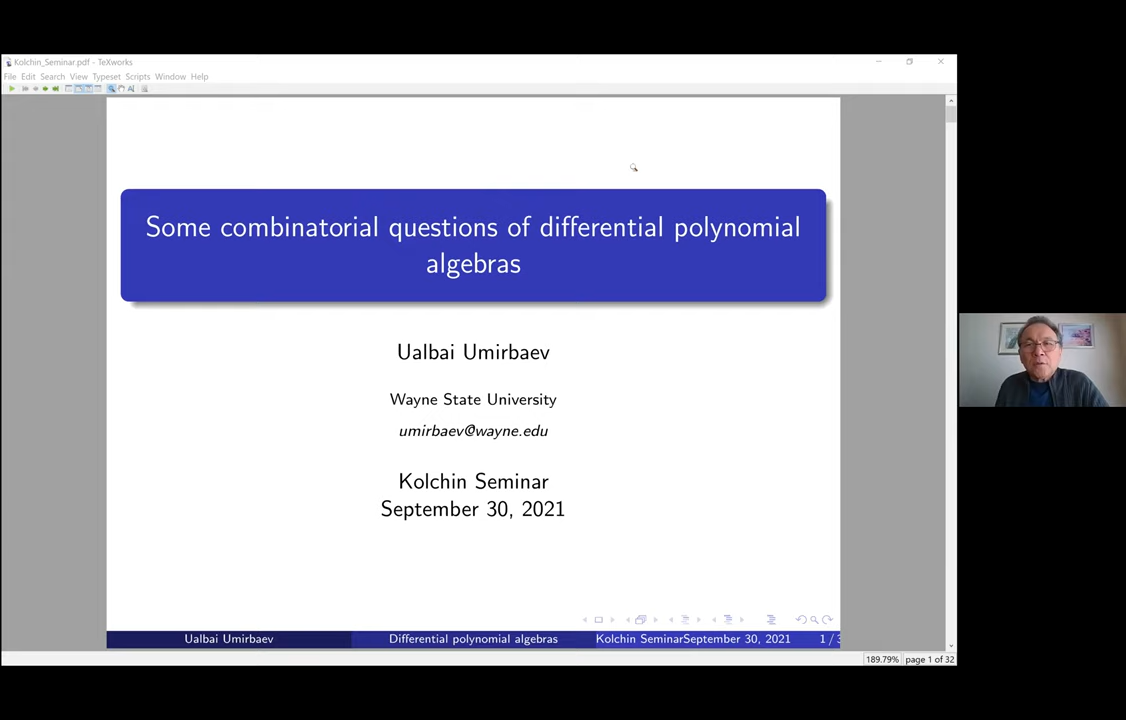 Kolchin_Seminar.pdf - TeXworks
File Edit Search View Typeset Scripts Window Help
Some combinatorial questions of differential polynomial
algebras
Ualbai Umirbaev
Wayne State University
umirbaev@wayne.edu
Kolchin Seminar
September 30, 2021
Ualbai Umirbaev Differential polynomial algebras Kolchin SeminarSeptember 30, 2021 1 / 3
189.79% page 1 of 32